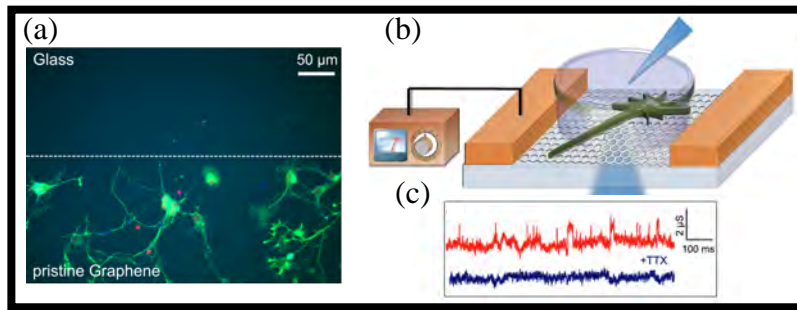 (a)
Glass
50 µm
pristine Graphene
(b)
(c)
2 µS
+TTX
100 ms